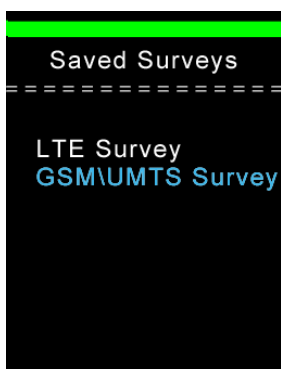 Saved Surveys
===============
LTE Survey
GSM\UMTS Survey